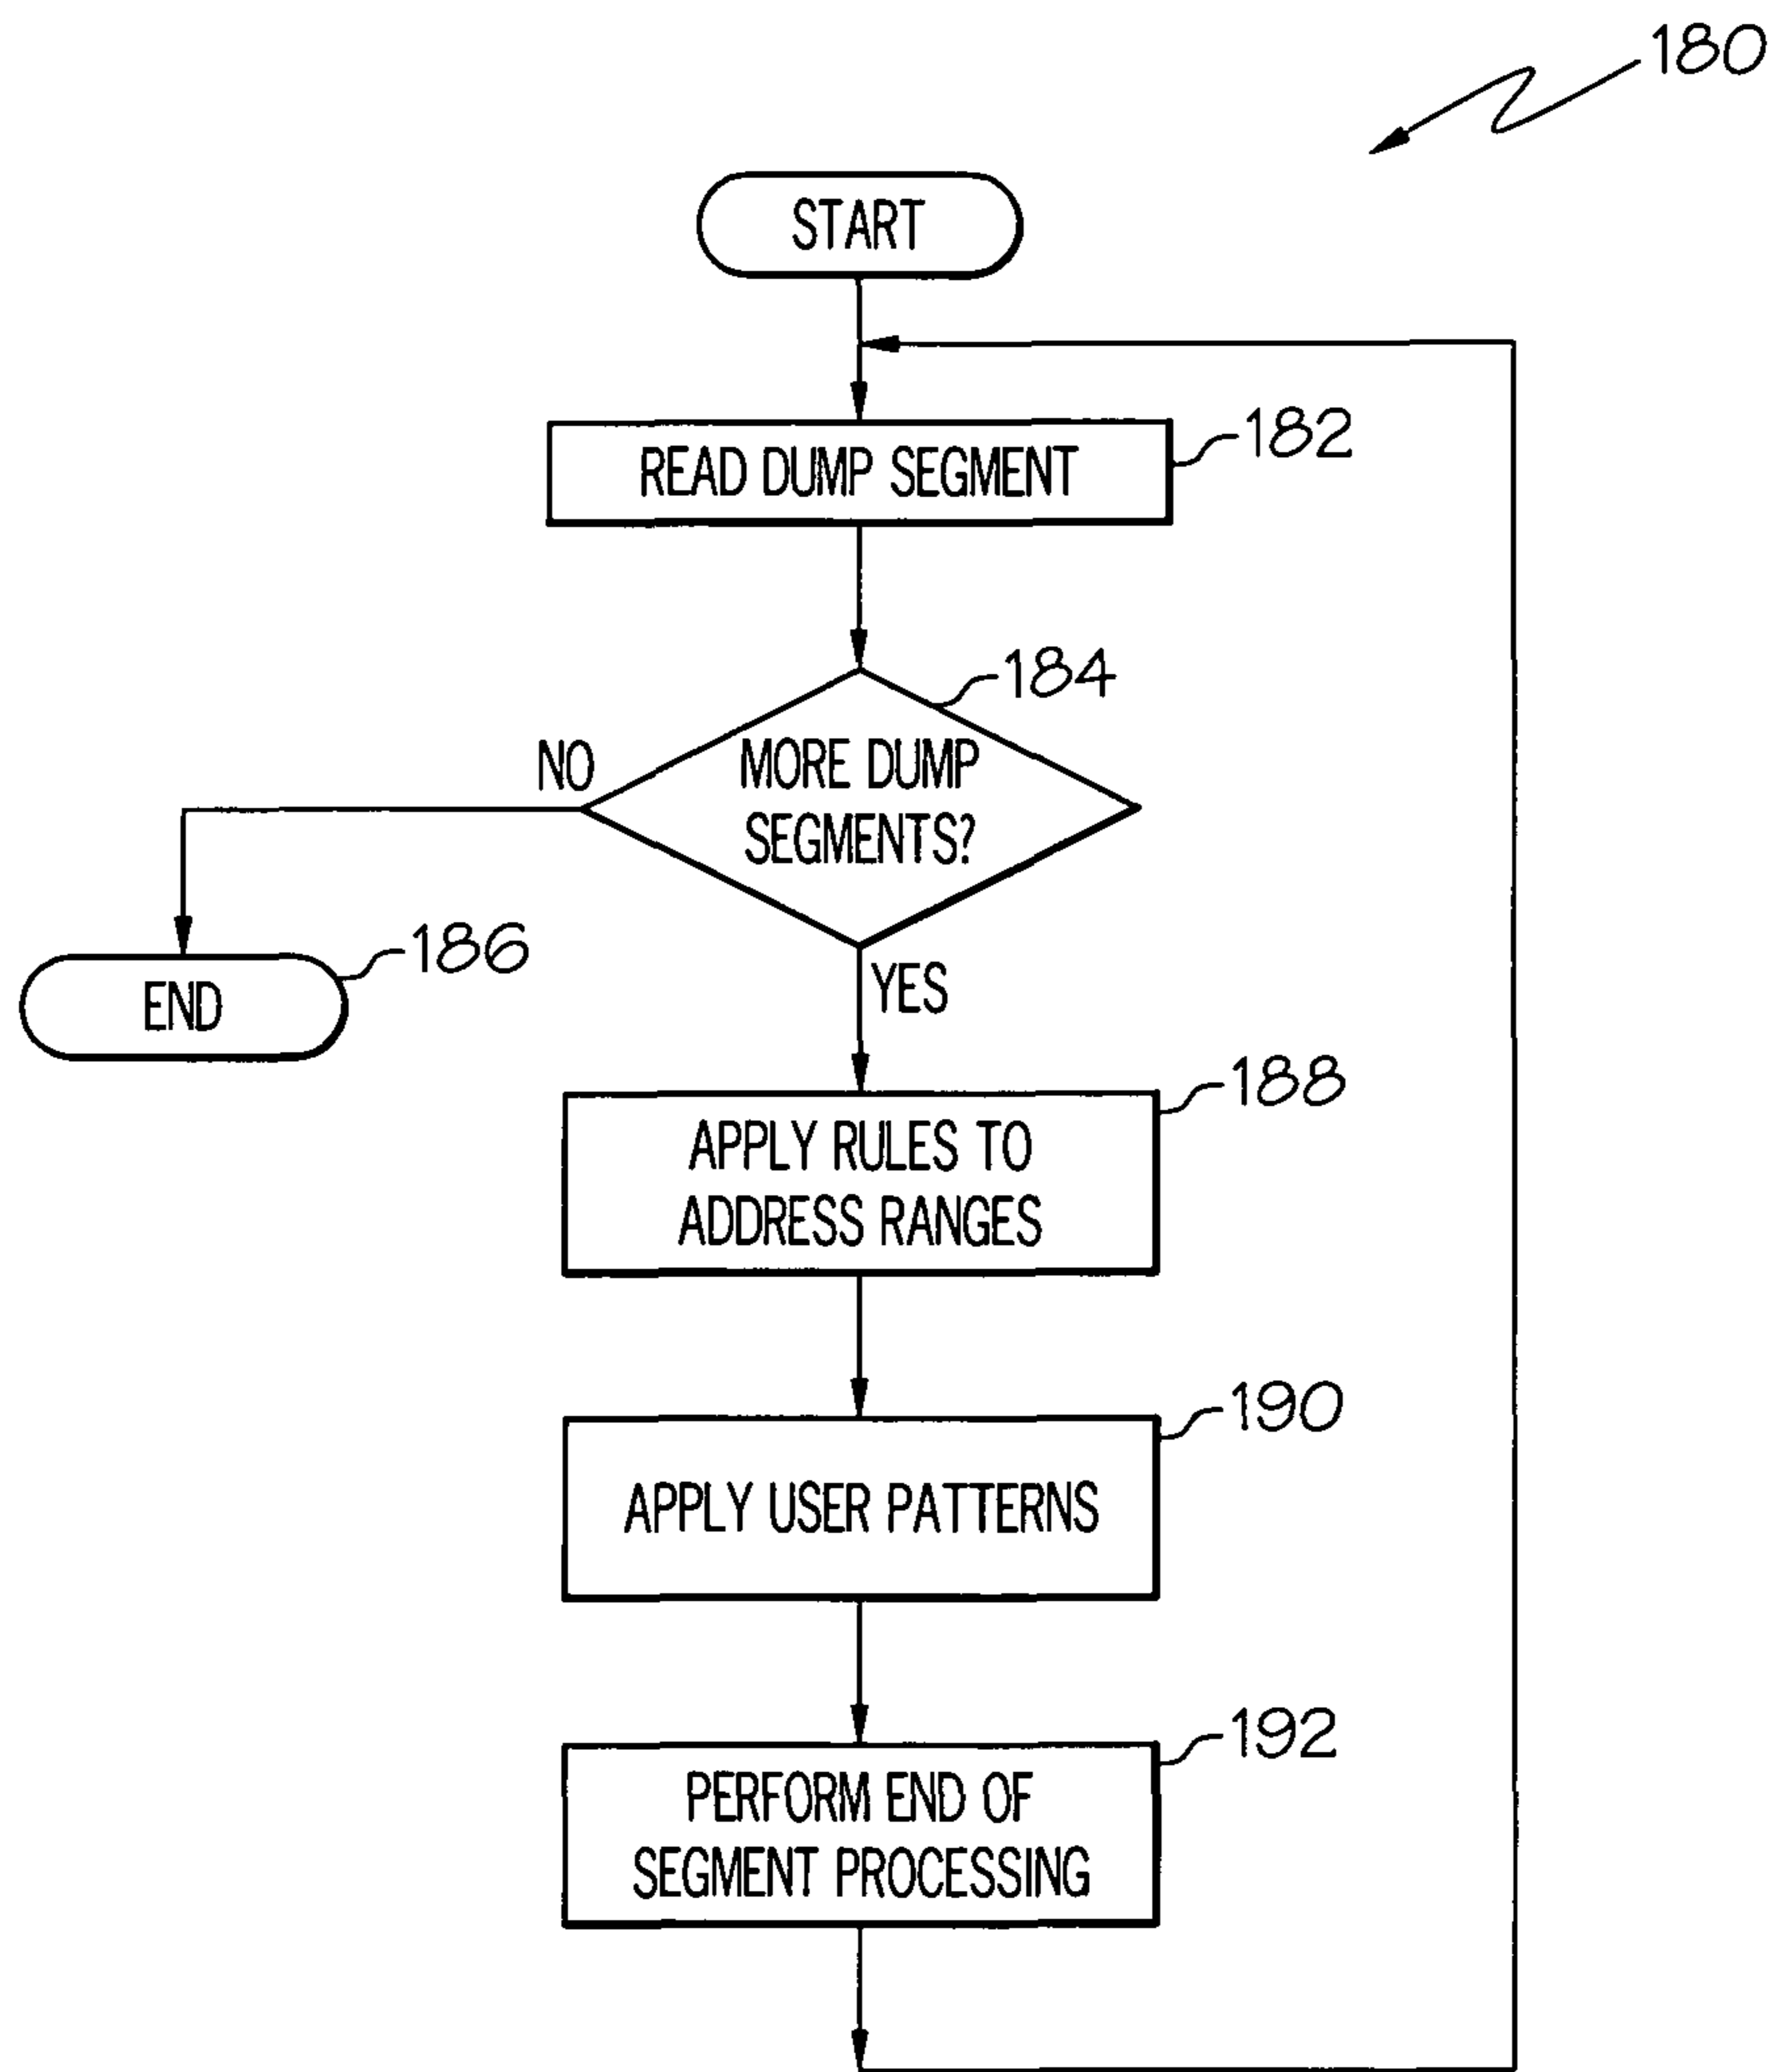 180
START
READ DUMP SEGMENT
182
184
MORE DUMP
SEGMENTS?
NO
YES
186
END
188
APPLY RULES TO
ADDRESS RANGES
190
APPLY USER PATTERNS
192
PERFORM END OF
SEGMENT PROCESSING